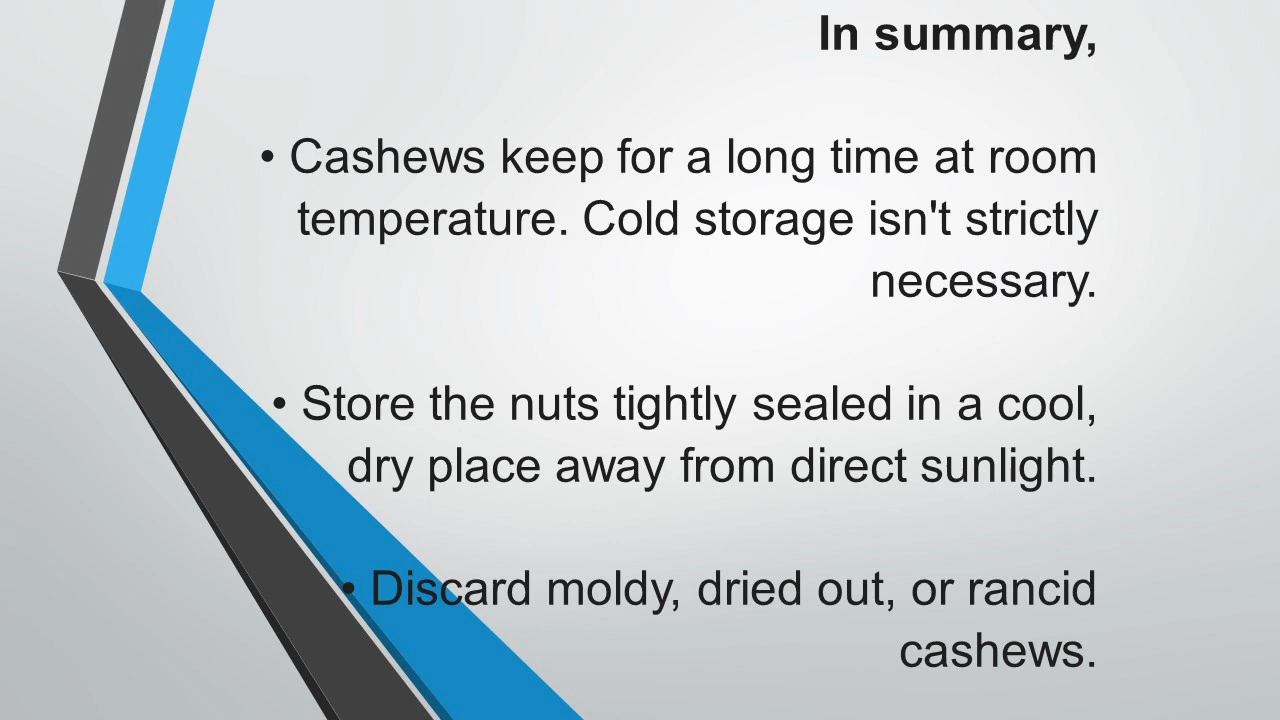 In summary,
• Cashews keep for a long time at room
temperature. Cold storage isn't strictly
necessary.
• Store the nuts tightly sealed in a cool,
dry place away from direct sunlight.
• Discard moldy, dried out, or rancid
cashews.